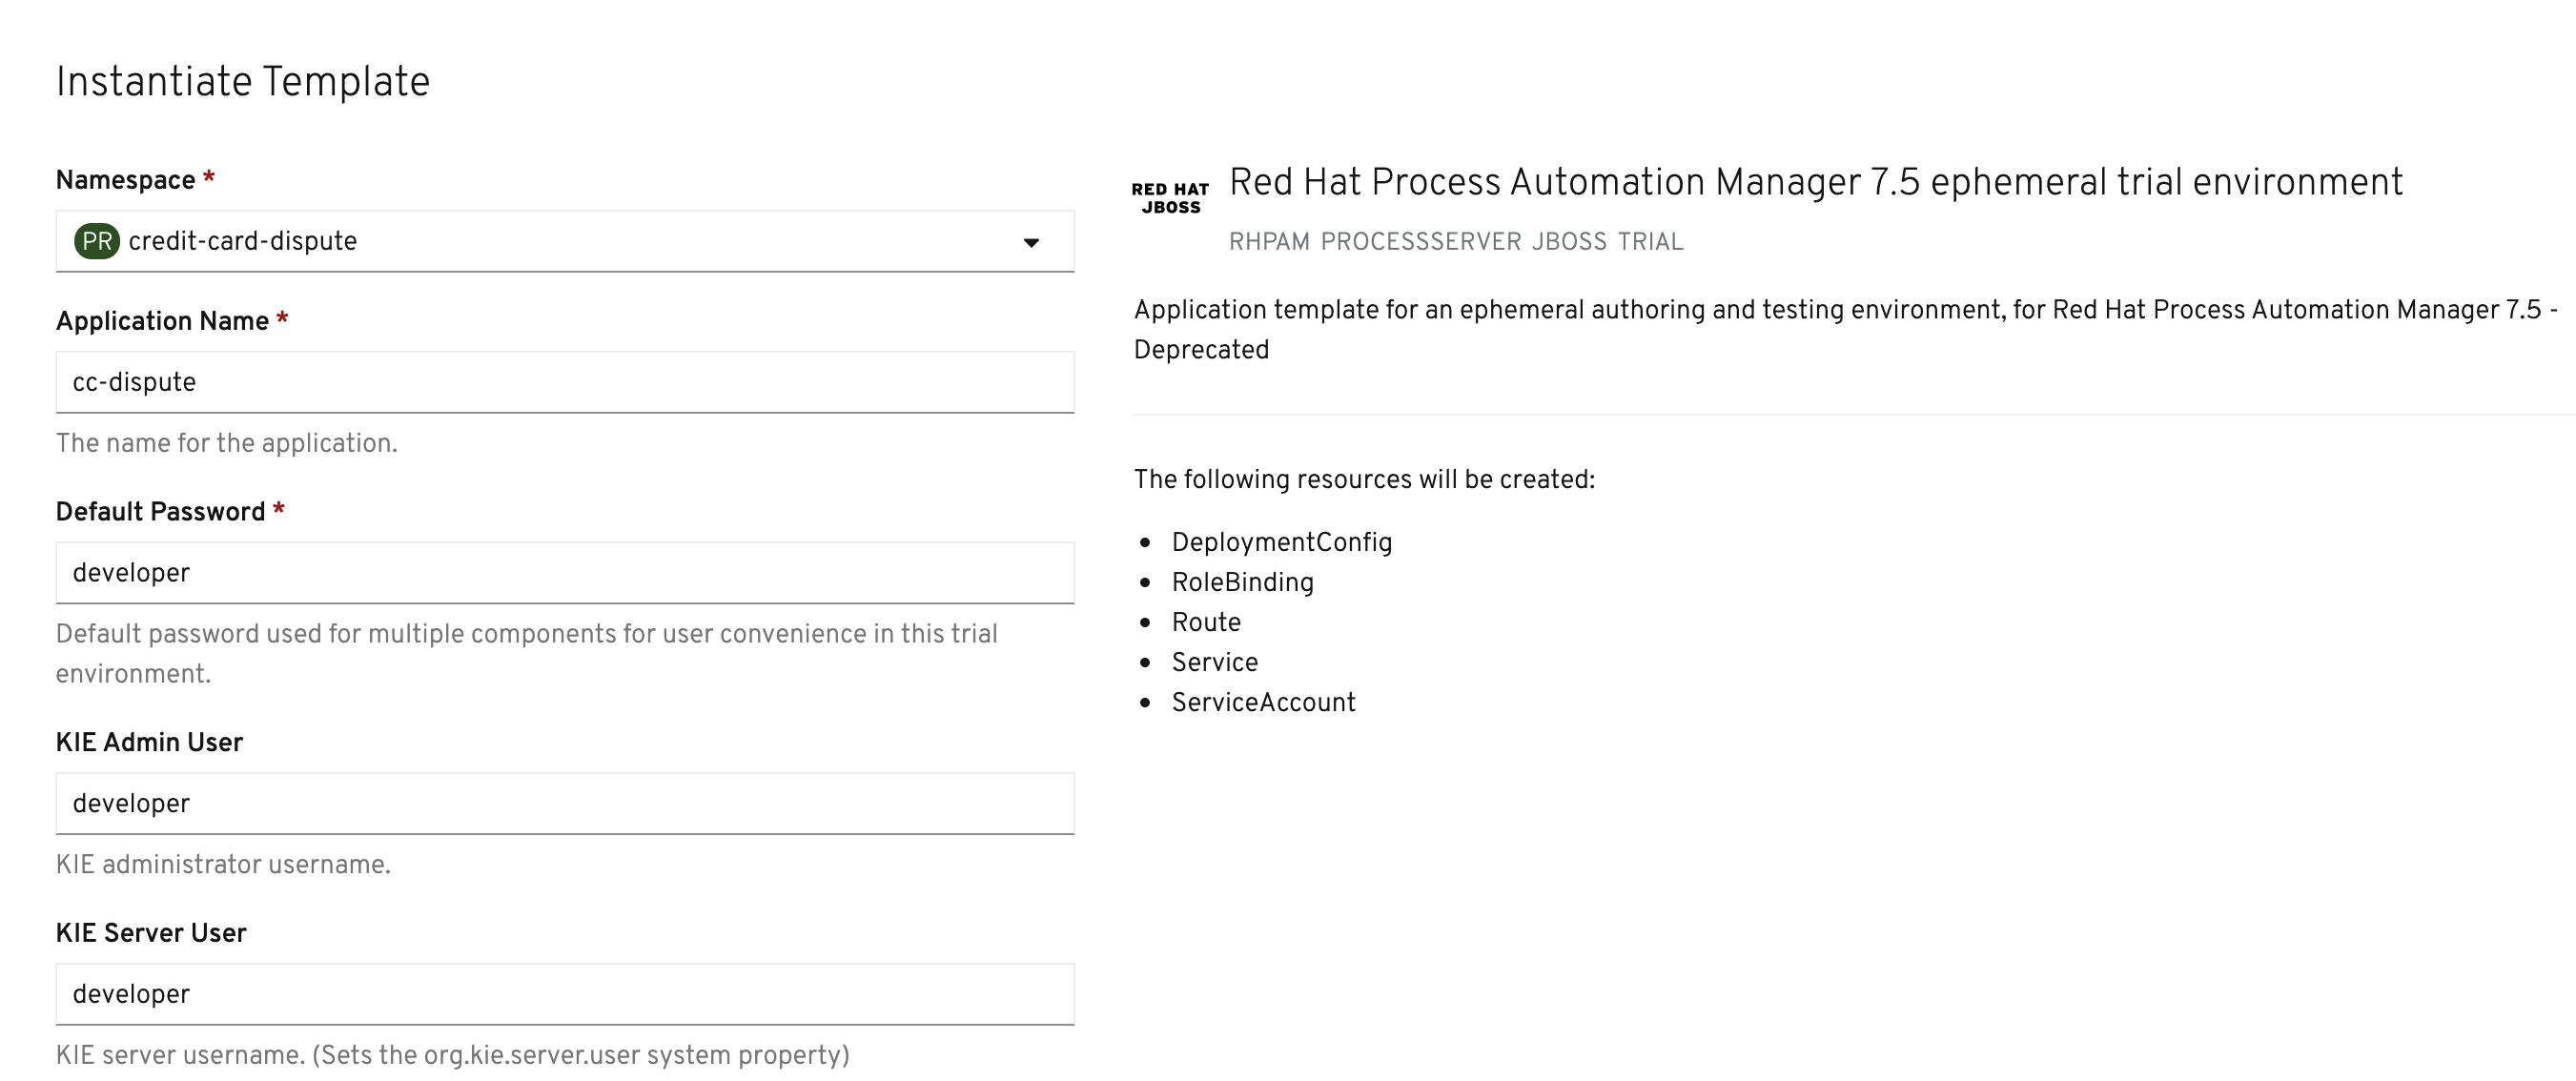 Instantiate Template
Namespace *
PR credit-card-dispute
Application Name *
cc-dispute
The name for the application.
Default Password *
developer
Default password used for multiple components for user convenience in this trial
environment.
KIE Admin User
developer
KIE administrator username.
KIE Server User
developer
KIE server username. (Sets the org.kie.server.user system property)
RED HAT
JBOSS
Red Hat Process Automation Manager 7.5 ephemeral trial environment
RHPAM PROCESSSERVER JBOSS TRIAL
Application template for an ephemeral authoring and testing environment, for Red Hat Process Automation Manager 7.5 -
Deprecated
The following resources will be created:
• DeploymentConfig
• RoleBinding
• Route
• Service
• ServiceAccount